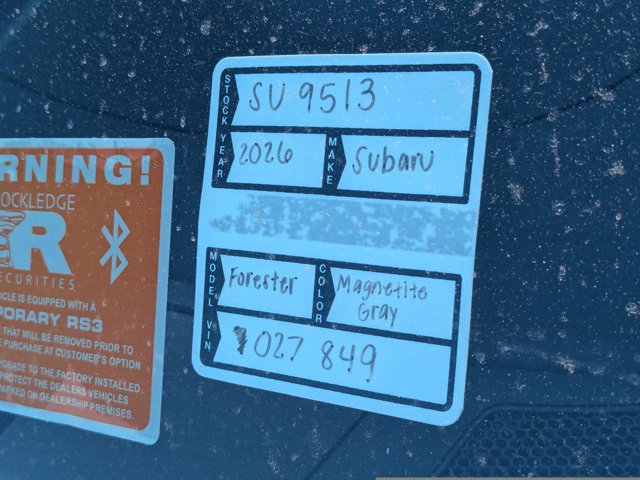 STOCK SU 9513
YEAR 2026 MAKE Subaru
MODEL Forester COLOR Magnetite Gray
VIN 027 849
RNING!
OCKLEDGE
R
ECURITIES
ICLE IS EQUIPPED WITH A
PORARY RS3
THAT WILL BE REMOVED PRIOR TO
PURCHASE AT CUSTOMER'S OPTION
PGRADE TO THE FACTORY INSTALLED
PROTECT THE DEALERS VEHICLES
PARKED ON DEALERSHIP PREMISES.